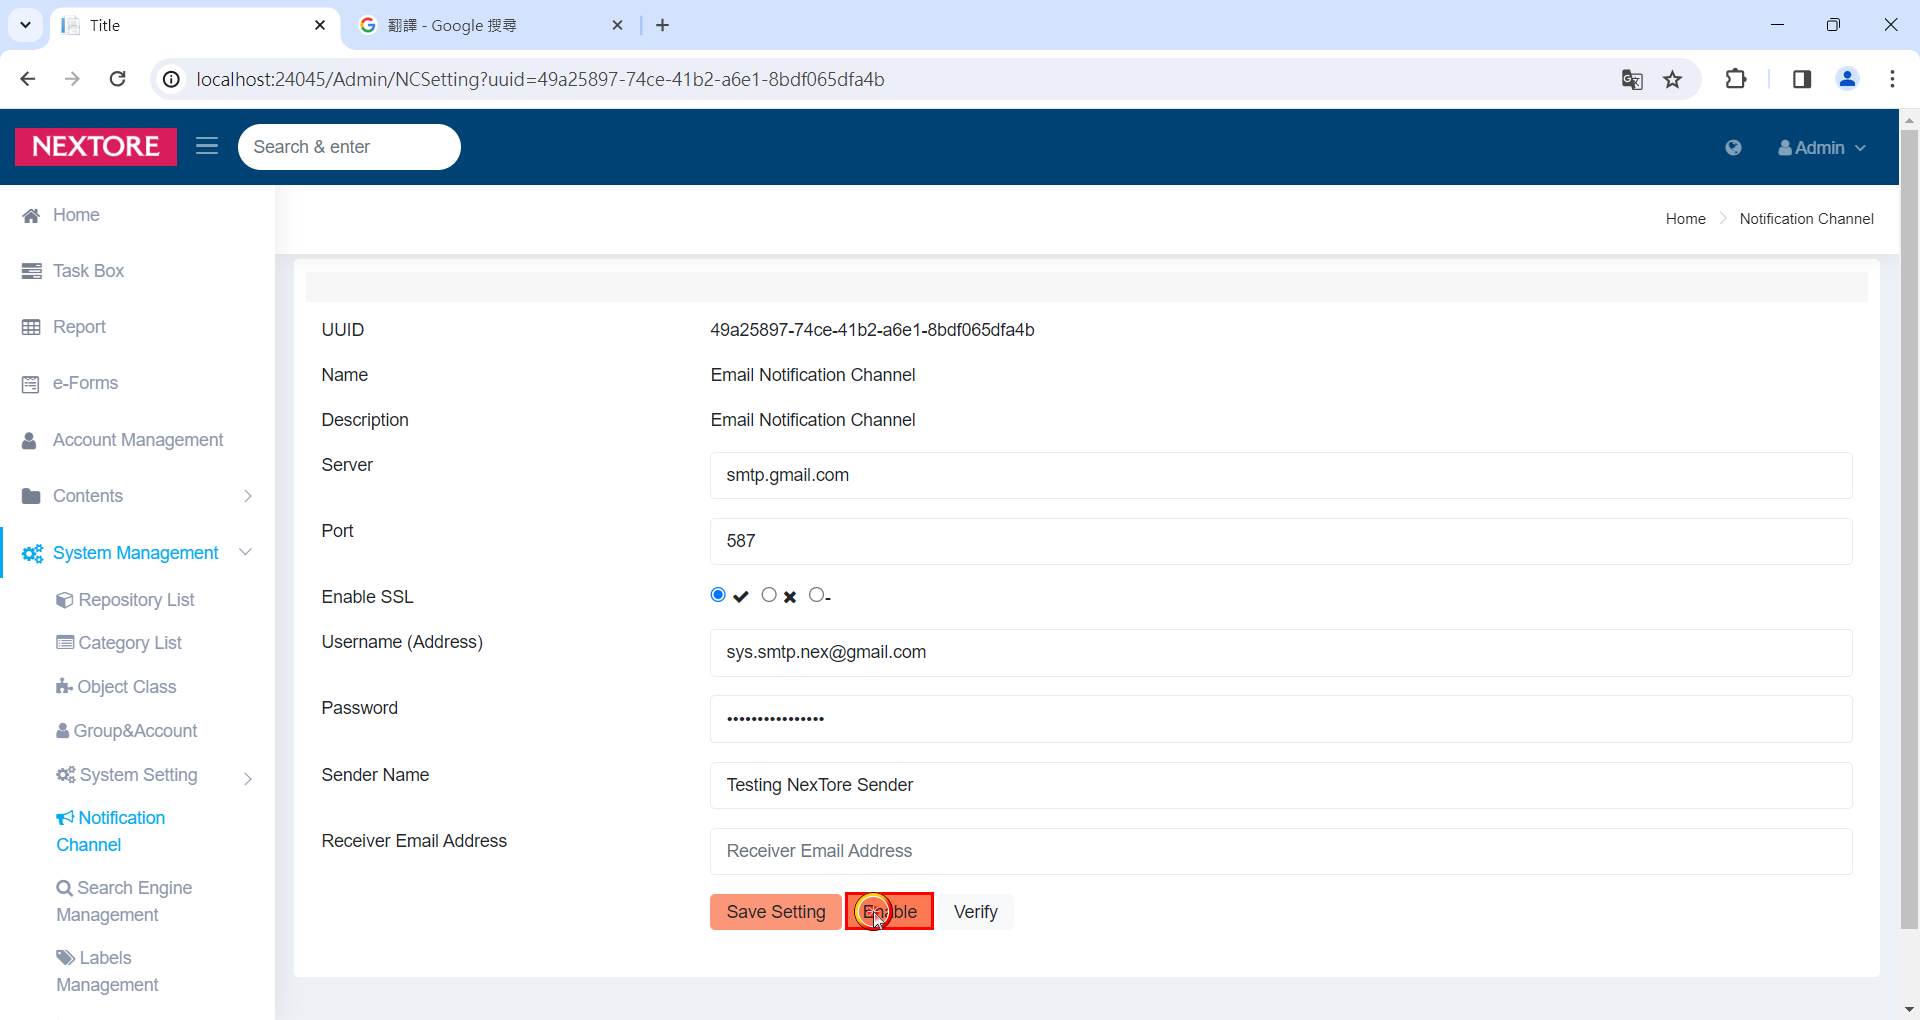 Title
翻譯 - Google 搜尋
localhost:24045/Admin/NCSetting?uuid=49a25897-74ce-41b2-a6e1-8bdf065dfa4b
NEXTORE
Search & enter
Admin
Home
Task Box
Report
e-Forms
Account Management
Contents
System Management
Repository List
Category List
Object Class
Group&Account
System Setting
Notification
Channel
Search Engine
Management
Labels
Management
Home
Notification Channel
UUID
49a25897-74ce-41b2-a6e1-8bdf065dfa4b
Name
Email Notification Channel
Description
Email Notification Channel
Server
smtp.gmail.com
Port
587
Enable SSL
-
Username (Address)
sys.smtp.nex@gmail.com
Password
••••••••••••••••
Sender Name
Testing NexTore Sender
Receiver Email Address
Receiver Email Address
Save Setting
Enable
Verify